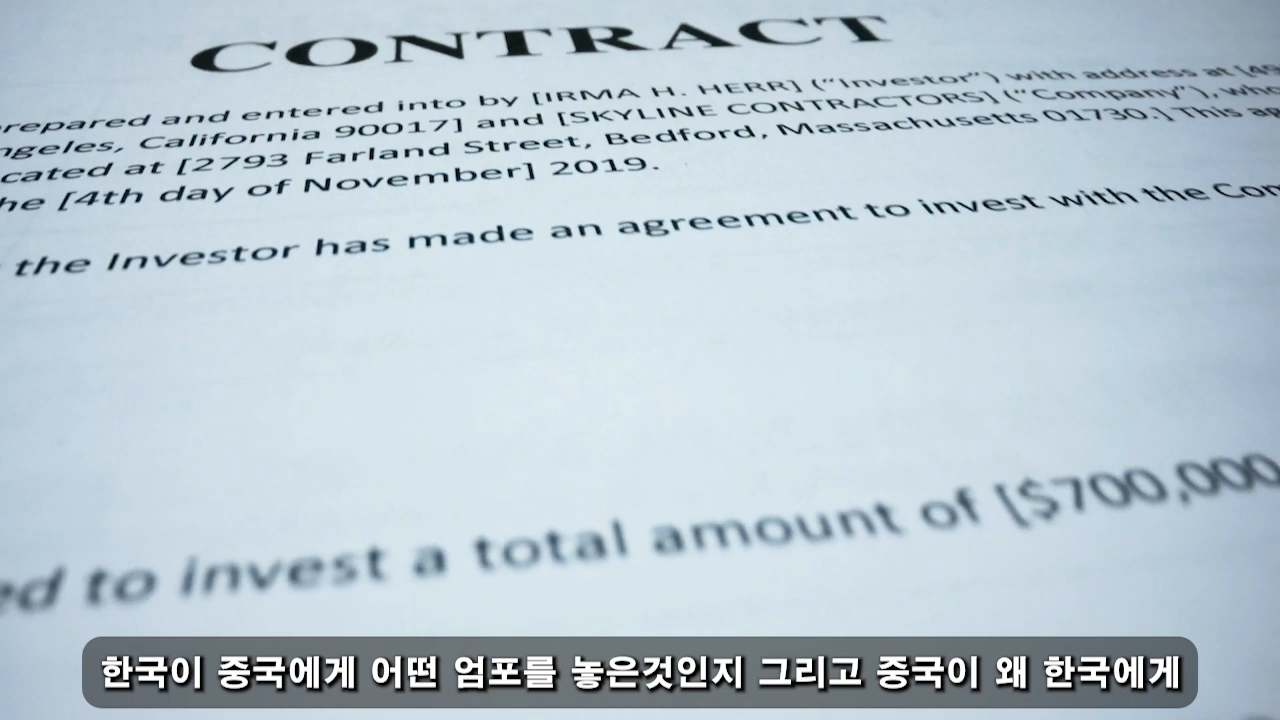 CONTRACT
prepared and entered into by [IRMA H. HERR] ("Investor") with address at [49
ngeles, California 90017] and [SKYLINE CONTRACTORS] ("Company"), who
cated at [2793 Farland Street, Bedford, Massachusetts 01730.] This ag
he [4th day of November] 2019.
the Investor has made an agreement to invest with the Com
ed to invest a total amount of [$700,000
한국이 중국에게 어떤 엄포를 놓은것인지 그리고 중국이 왜 한국에게